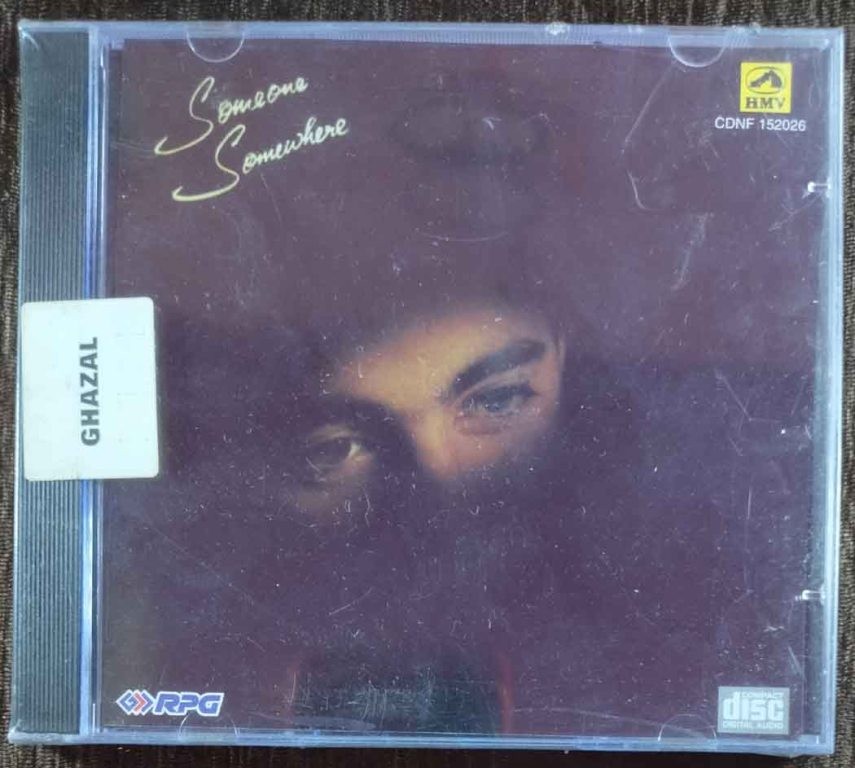 Someone
Somewhere
HMV
CDNF 152026
GHAZAL
RPG
COMPACT
disc
DIGITAL AUDIO